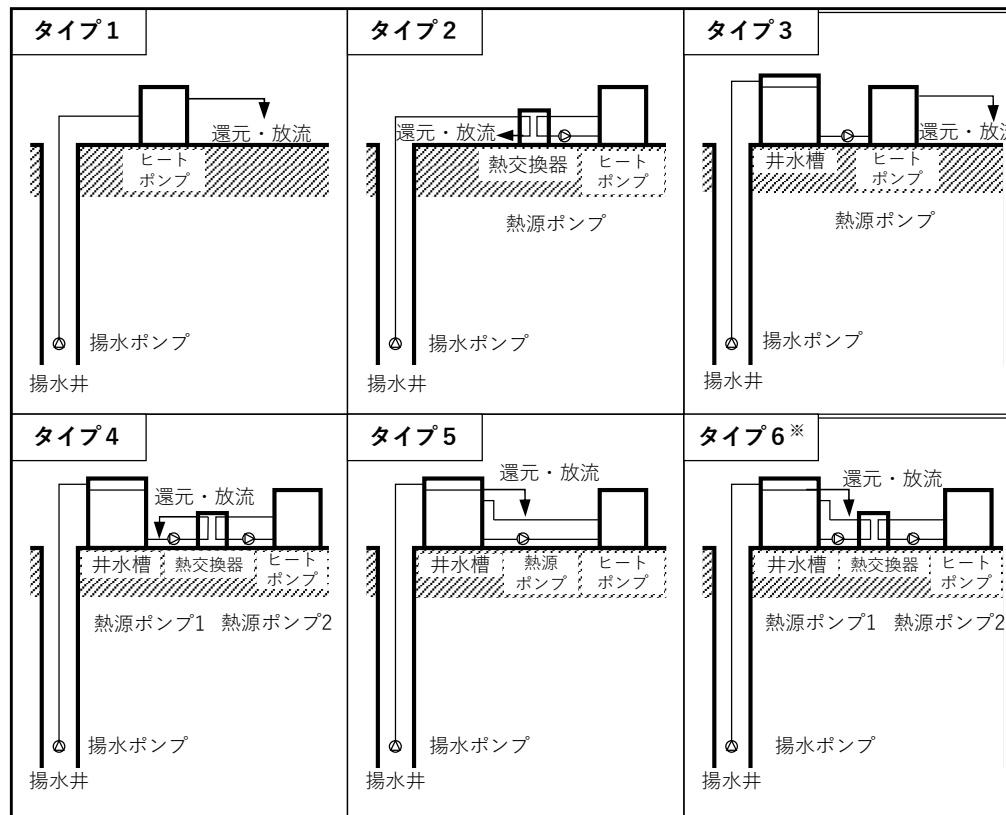 タイプ1
還元・放流
ヒート
ポンプ
揚水ポンプ
揚水井
タイプ2
還元・放流
熱交換器
ヒート
ポンプ
熱源ポンプ
揚水ポンプ
揚水井
タイプ3
還元・放流
井水槽
ヒート
ポンプ
熱源ポンプ
揚水ポンプ
揚水井
タイプ4
還元・放流
井水槽
熱交換器
ヒート
ポンプ
熱源ポンプ1
熱源ポンプ2
揚水ポンプ
揚水井
タイプ5
還元・放流
井水槽
熱源
ポンプ
ヒート
ポンプ
揚水ポンプ
揚水井
タイプ6※
還元・放流
井水槽
熱交換器
ヒート
ポンプ
熱源ポンプ1
熱源ポンプ2
揚水ポンプ
揚水井